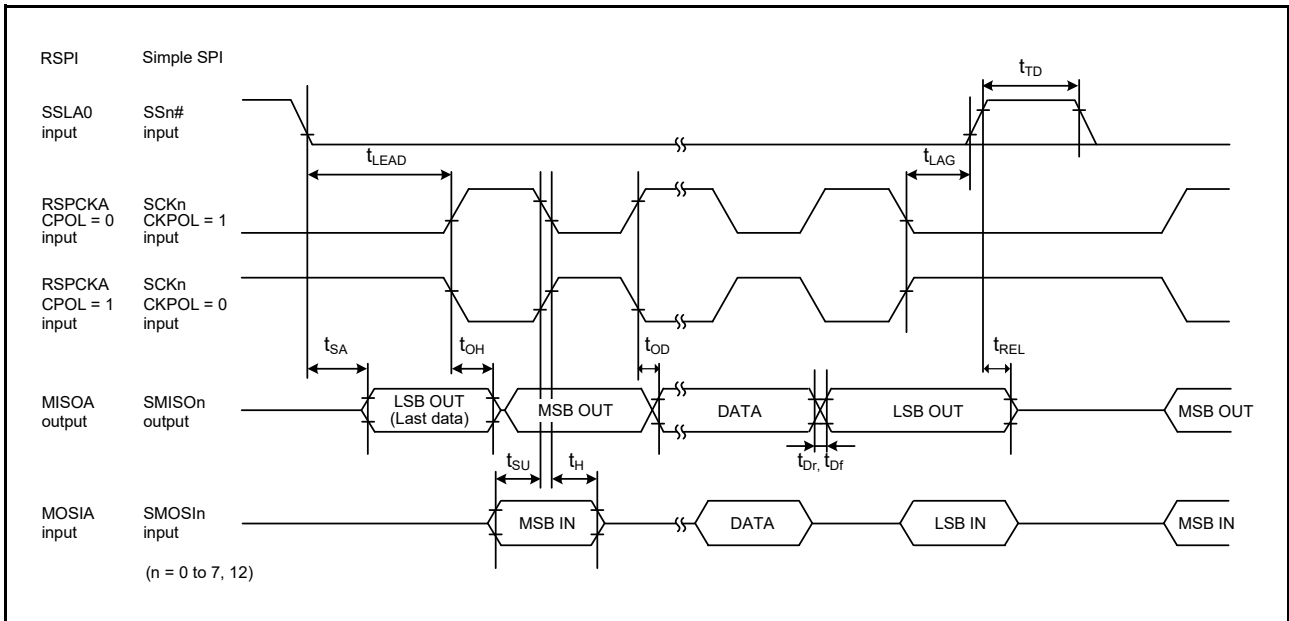 RSPI Simple SPI
tTD
SSLA0 SSn#
input input
tLEAD tLAG
RSPCKA SCKn
CPOL = 0 CKPOL = 1
input input
RSPCKA SCKn
CPOL = 1 CKPOL = 0
input input
tSA tOH tOD tREL
MISOA SMISOn
output output
LSB OUT
(Last data)
MSB OUT DATA LSB OUT MSB OUT
tSU tH tDr, tDf
MOSIA SMOSIn
input input
MSB IN DATA LSB IN MSB IN
(n = 0 to 7, 12)